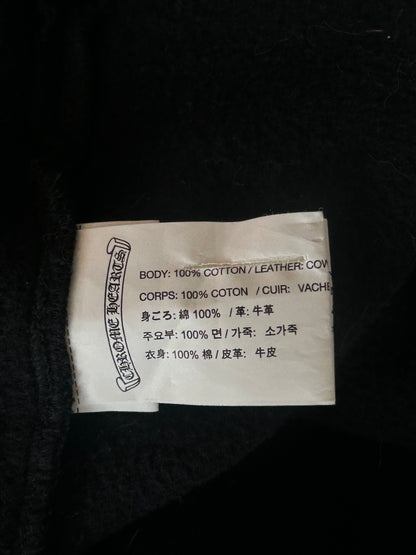 CHROME HEARTS
BODY: 100% COTTON / LEATHER: COW
CORPS: 100% COTON / CUIR: VACHE
身ごろ: 綿 100% / 革: 牛革
주요부: 100% 면 / 가죽: 소가죽
衣身: 100% 棉 / 皮革: 牛皮